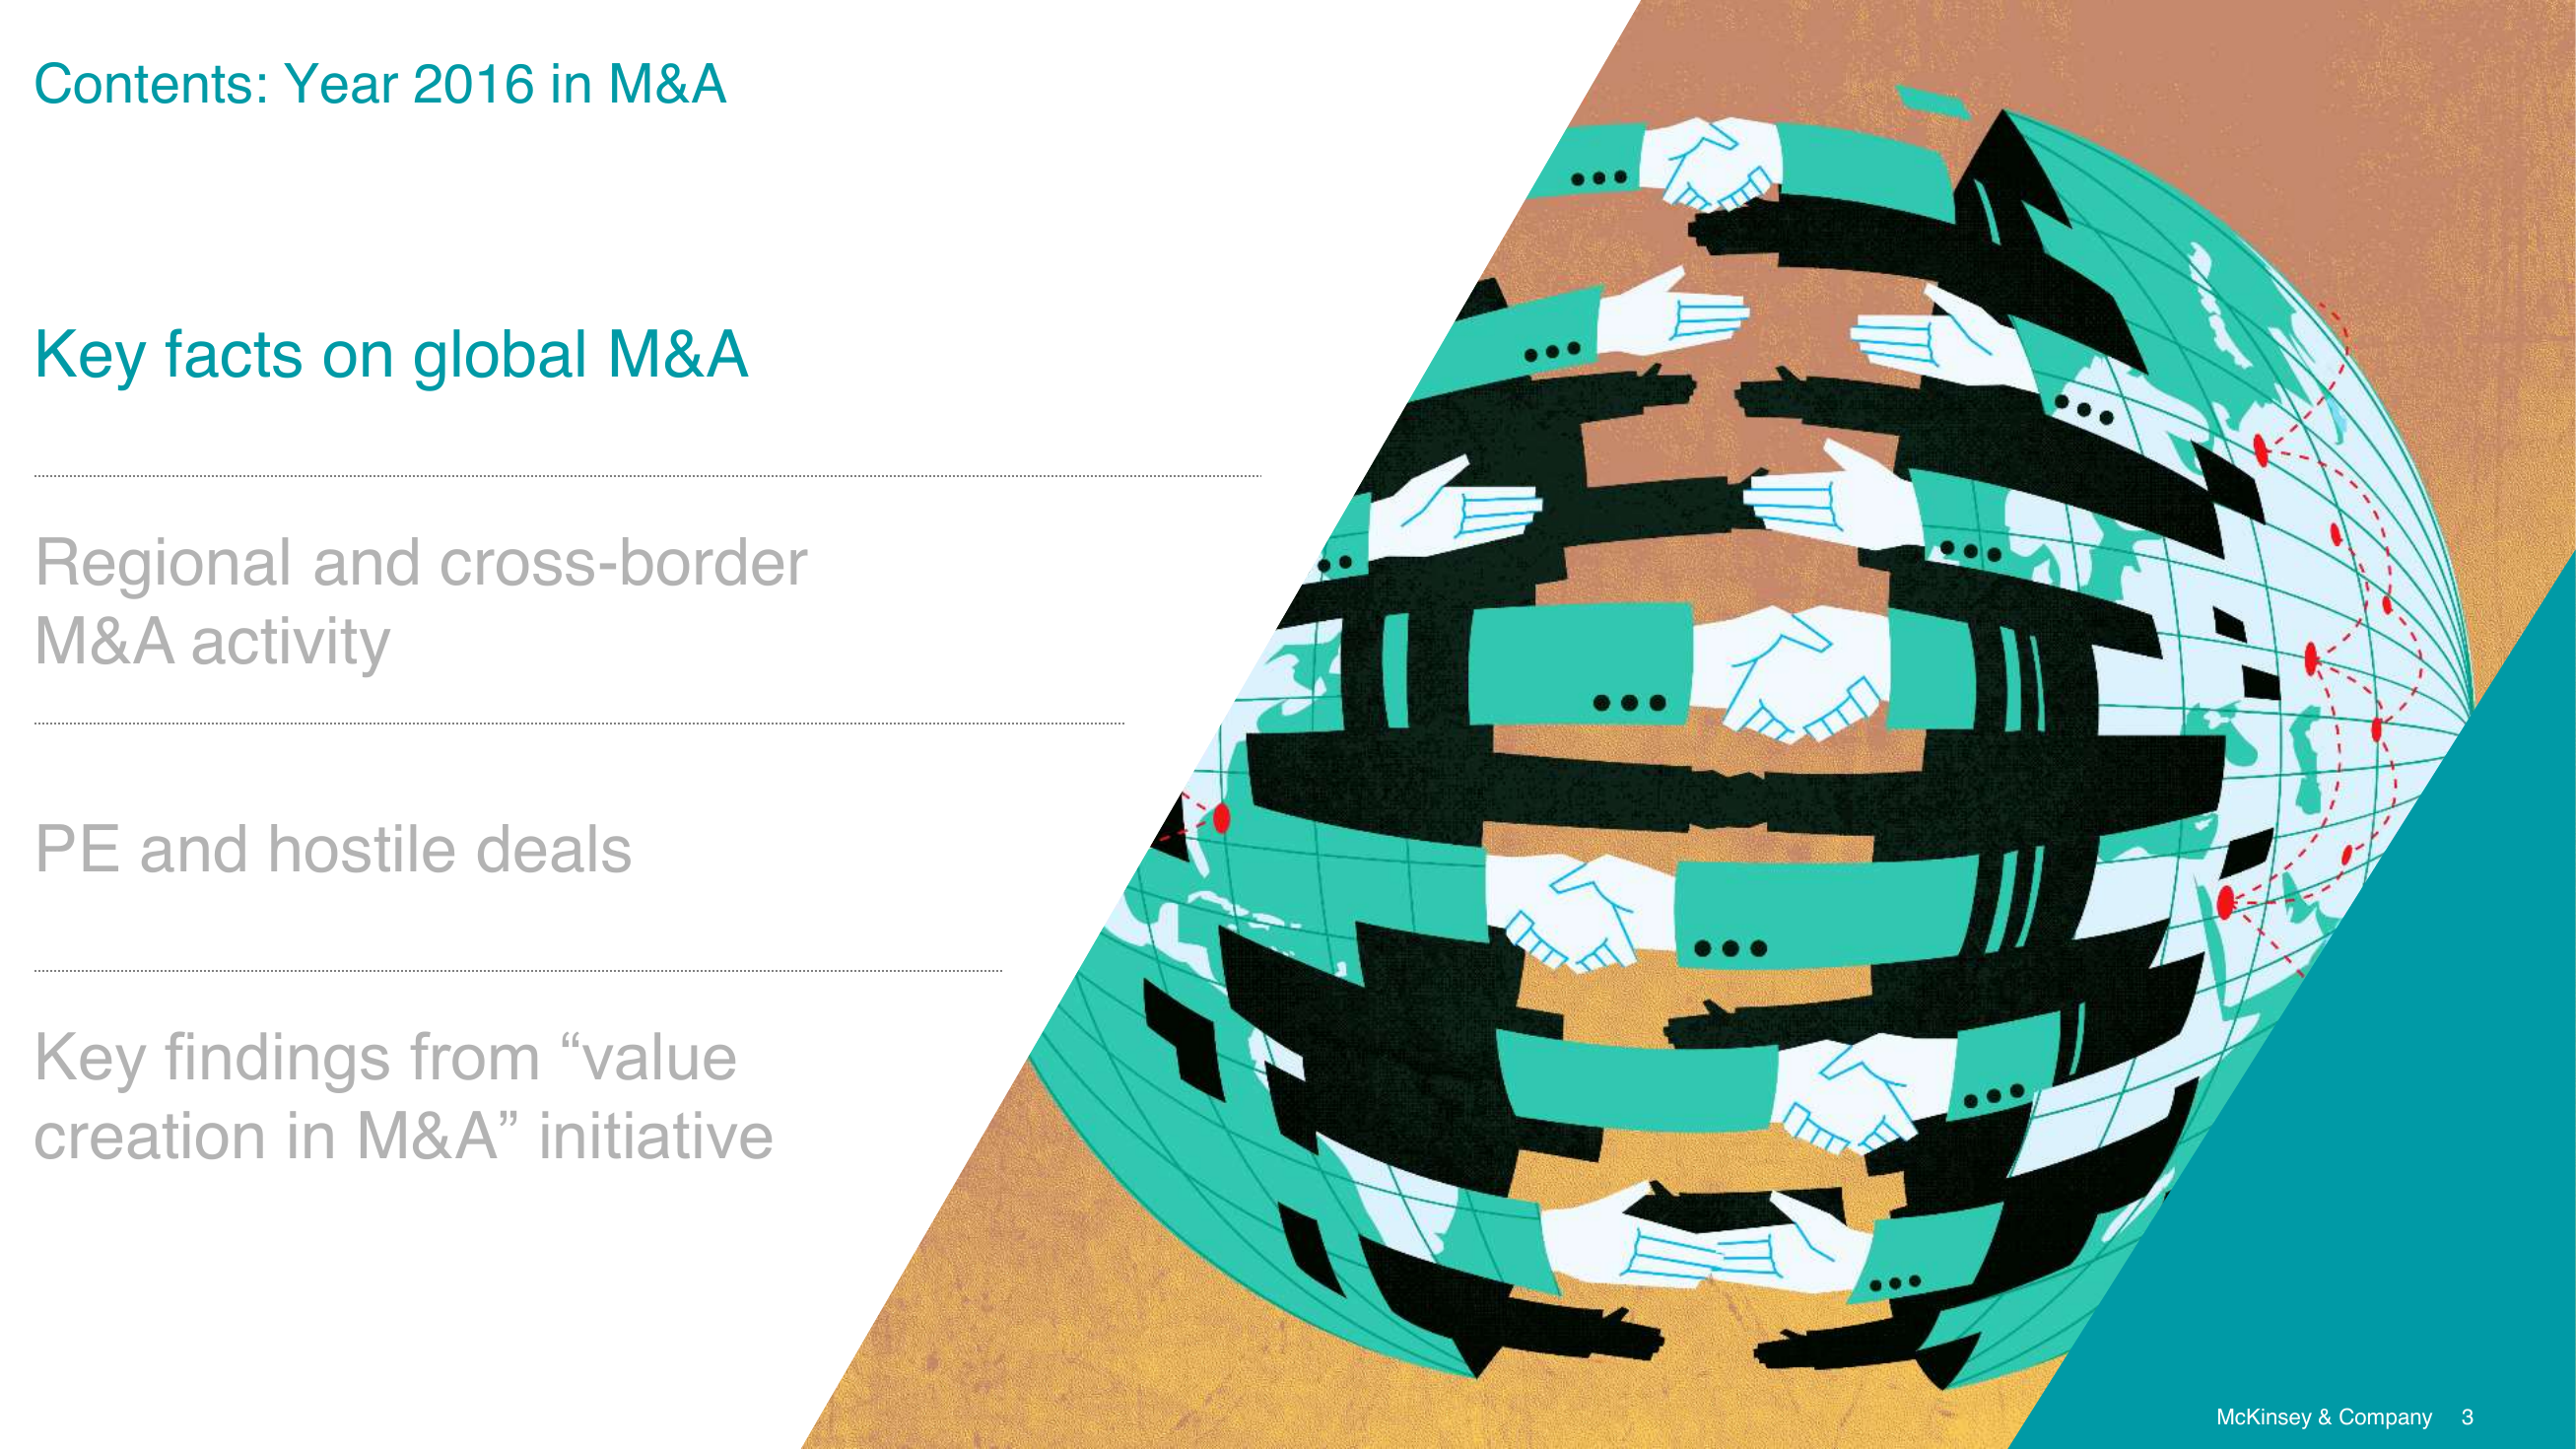 Contents: Year 2016 in M&A
Key facts on global M&A
Regional and cross-border
M&A activity
PE and hostile deals
Key findings from “value
creation in M&A” initiative
McKinsey & Company 3